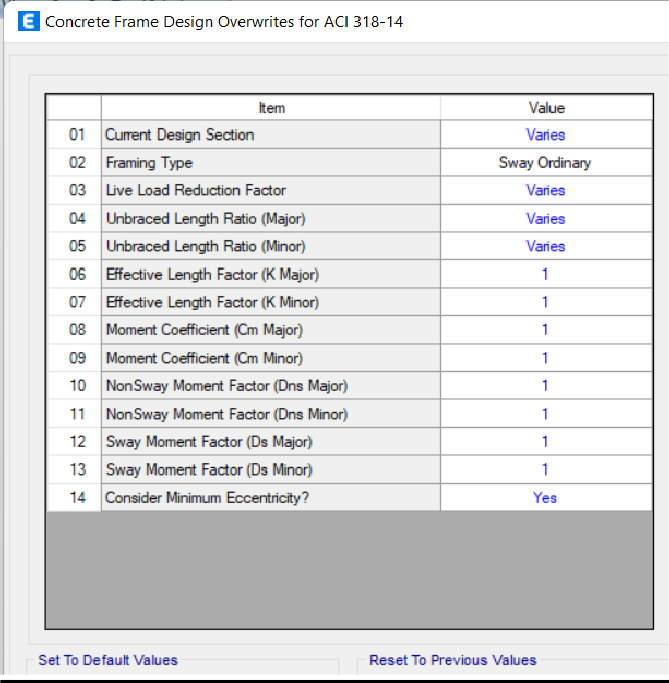 E Concrete Frame Design Overwrites for ACI 318-14
Item Value
01 Current Design Section Varies
02 Framing Type Sway Ordinary
03 Live Load Reduction Factor Varies
04 Unbraced Length Ratio (Major) Varies
05 Unbraced Length Ratio (Minor) Varies
06 Effective Length Factor (K Major) 1
07 Effective Length Factor (K Minor) 1
08 Moment Coefficient (Cm Major) 1
09 Moment Coefficient (Cm Minor) 1
10 NonSway Moment Factor (Dns Major) 1
11 NonSway Moment Factor (Dns Minor) 1
12 Sway Moment Factor (Ds Major) 1
13 Sway Moment Factor (Ds Minor) 1
14 Consider Minimum Eccentricity? Yes
Set To Default Values Reset To Previous Values